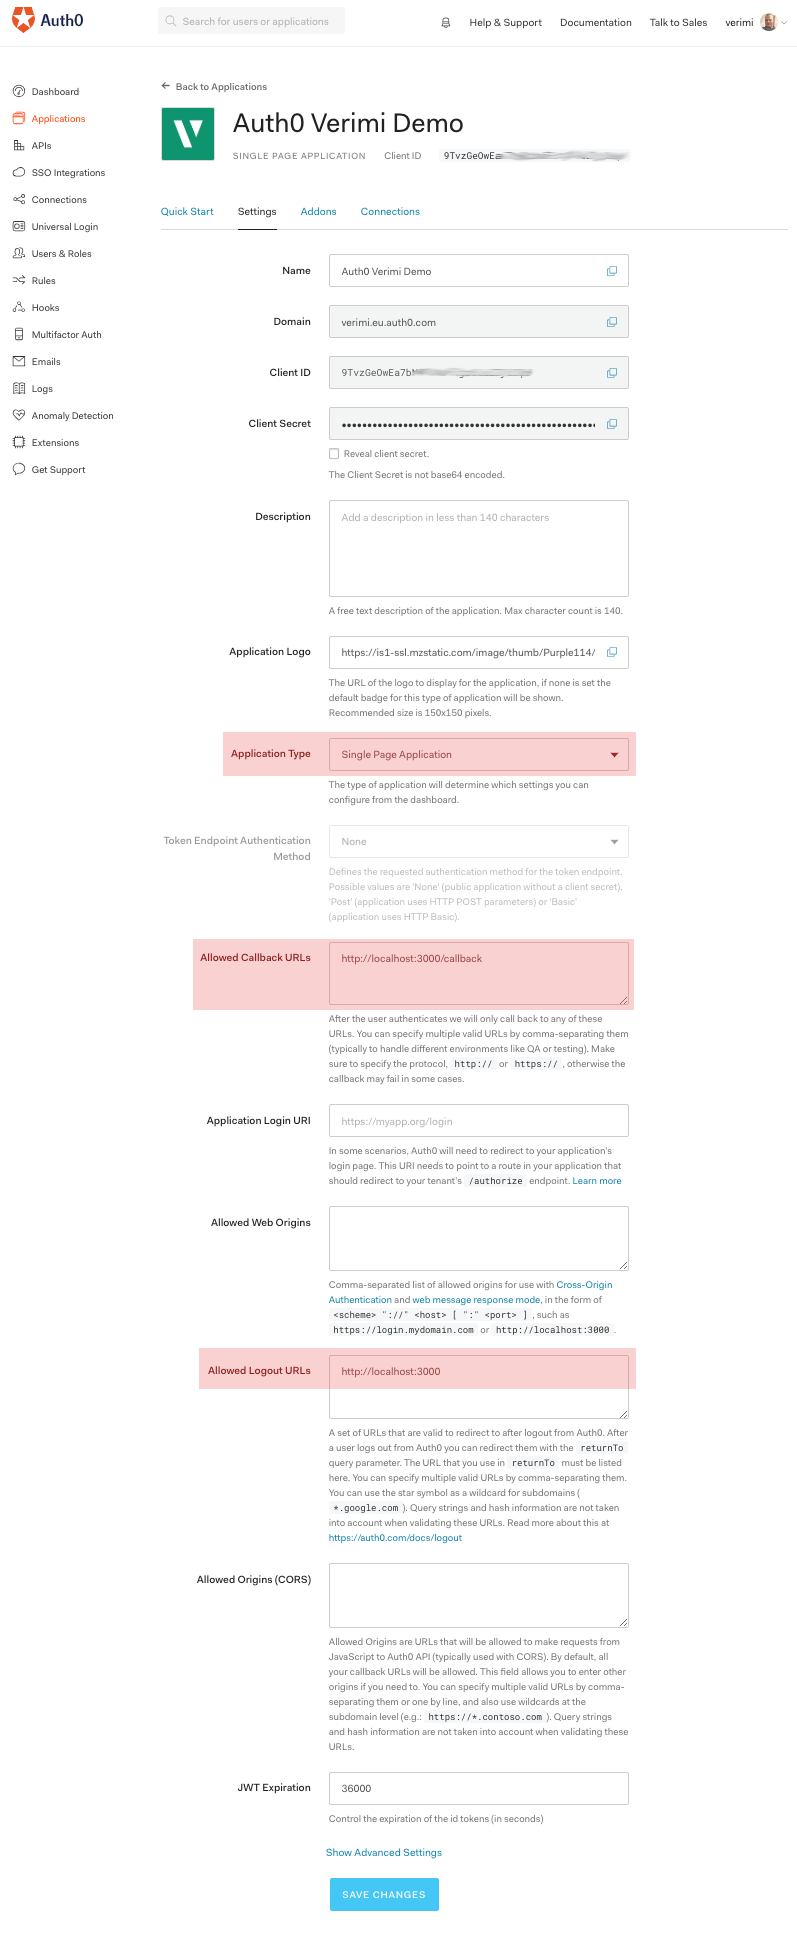 Auth0
Search for users or applications
Help & Support
Documentation
Talk to Sales
verimi
Dashboard
Applications
APIs
SSO Integrations
Connections
Universal Login
Users & Roles
Rules
Hooks
Multifactor Auth
Emails
Logs
Anomaly Detection
Extensions
Get Support
← Back to Applications
Auth0 Verimi Demo
SINGLE PAGE APPLICATION Client ID 9TvzGeOwE
Quick Start Settings Addons Connections
Name
Auth0 Verimi Demo
Domain
verimi.eu.auth0.com
Client ID
9TvzGeOwEa7b
Client Secret
Reveal client secret.
The Client Secret is not base64 encoded.
Description
Add a description in less than 140 characters
A free text description of the application. Max character count is 140.
Application Logo
https://is1-ssl.mzstatic.com/image/thumb/Purple114/
The URL of the logo to display for the application, if none is set the
default badge for this type of application will be shown.
Recommended size is 150x150 pixels.
Application Type
Single Page Application
The type of application will determine which settings you can
configure from the dashboard.
Token Endpoint Authentication
Method
None
Defines the requested authentication method for the token endpoint.
Possible values are 'None' (public application without a client secret),
'Post' (application uses HTTP POST parameters) or 'Basic'
(application uses HTTP Basic).
Allowed Callback URLs
http://localhost:3000/callback
After the user authenticates we will only call back to any of these
URLs. You can specify multiple valid URLs by comma-separating them
(typically to handle different environments like QA or testing). Make
sure to specify the protocol, http:// or https:// , otherwise the
callback may fail in some cases.
Application Login URI
https://myapp.org/login
In some scenarios, Auth0 will need to redirect to your application's
login page. This URI needs to point to a route in your application that
should redirect to your tenant's /authorize endpoint. Learn more
Allowed Web Origins
Comma-separated list of allowed origins for use with Cross-Origin
Authentication and web message response mode, in the form of
<scheme> "://" <host> [ ":" <port> ] , such as
https://login.mydomain.com or http://localhost:3000 .
Allowed Logout URLs
http://localhost:3000
A set of URLs that are valid to redirect to after logout from Auth0. After
a user logs out from Auth0 you can redirect them with the returnTo
query parameter. The URL that you use in returnTo must be listed
here. You can specify multiple valid URLs by comma-separating them.
You can use the star symbol as a wildcard for subdomains (
*.google.com ). Query strings and hash information are not taken
into account when validating these URLs. Read more about this at
https://auth0.com/docs/logout
Allowed Origins (CORS)
Allowed Origins are URLs that will be allowed to make requests from
JavaScript to Auth0 API (typically used with CORS). By default, all
your callback URLs will be allowed. This field allows you to enter other
origins if you need to. You can specify multiple valid URLs by comma-
separating them or one by line, and also use wildcards at the
subdomain level (e.g.: https://*.contoso.com ). Query strings
and hash information are not taken into account when validating these
URLs.
JWT Expiration
36000
Control the expiration of the id tokens (in seconds)
Show Advanced Settings
SAVE CHANGES